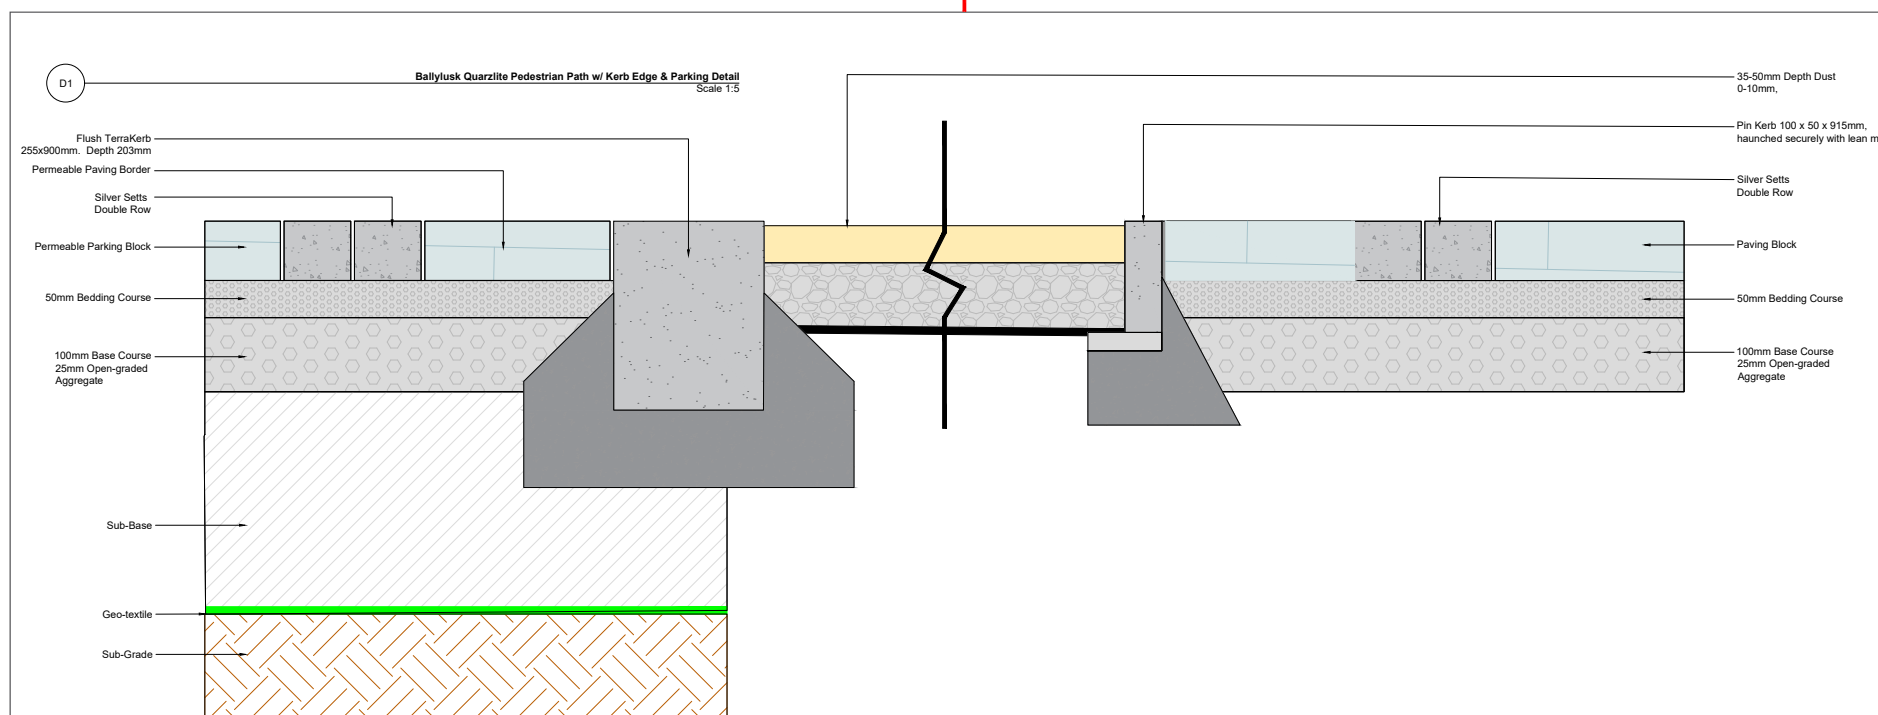 D1
Ballylusk Quarzlite Pedestrian Path w/ Kerb Edge & Parking Detail
Scale 1:5
Flush TerraKerb
255x900mm. Depth 203mm
Permeable Paving Border
Silver Setts
Double Row
Permeable Parking Block
50mm Bedding Course
100mm Base Course
25mm Open-graded
Aggregate
Sub-Base
Geo-textile
Sub-Grade
35-50mm Depth Dust
0-10mm,
Pin Kerb 100 x 50 x 915mm,
haunched securely with lean
Silver Setts
Double Row
Paving Block
50mm Bedding Course
100mm Base Course
25mm Open-graded
Aggregate